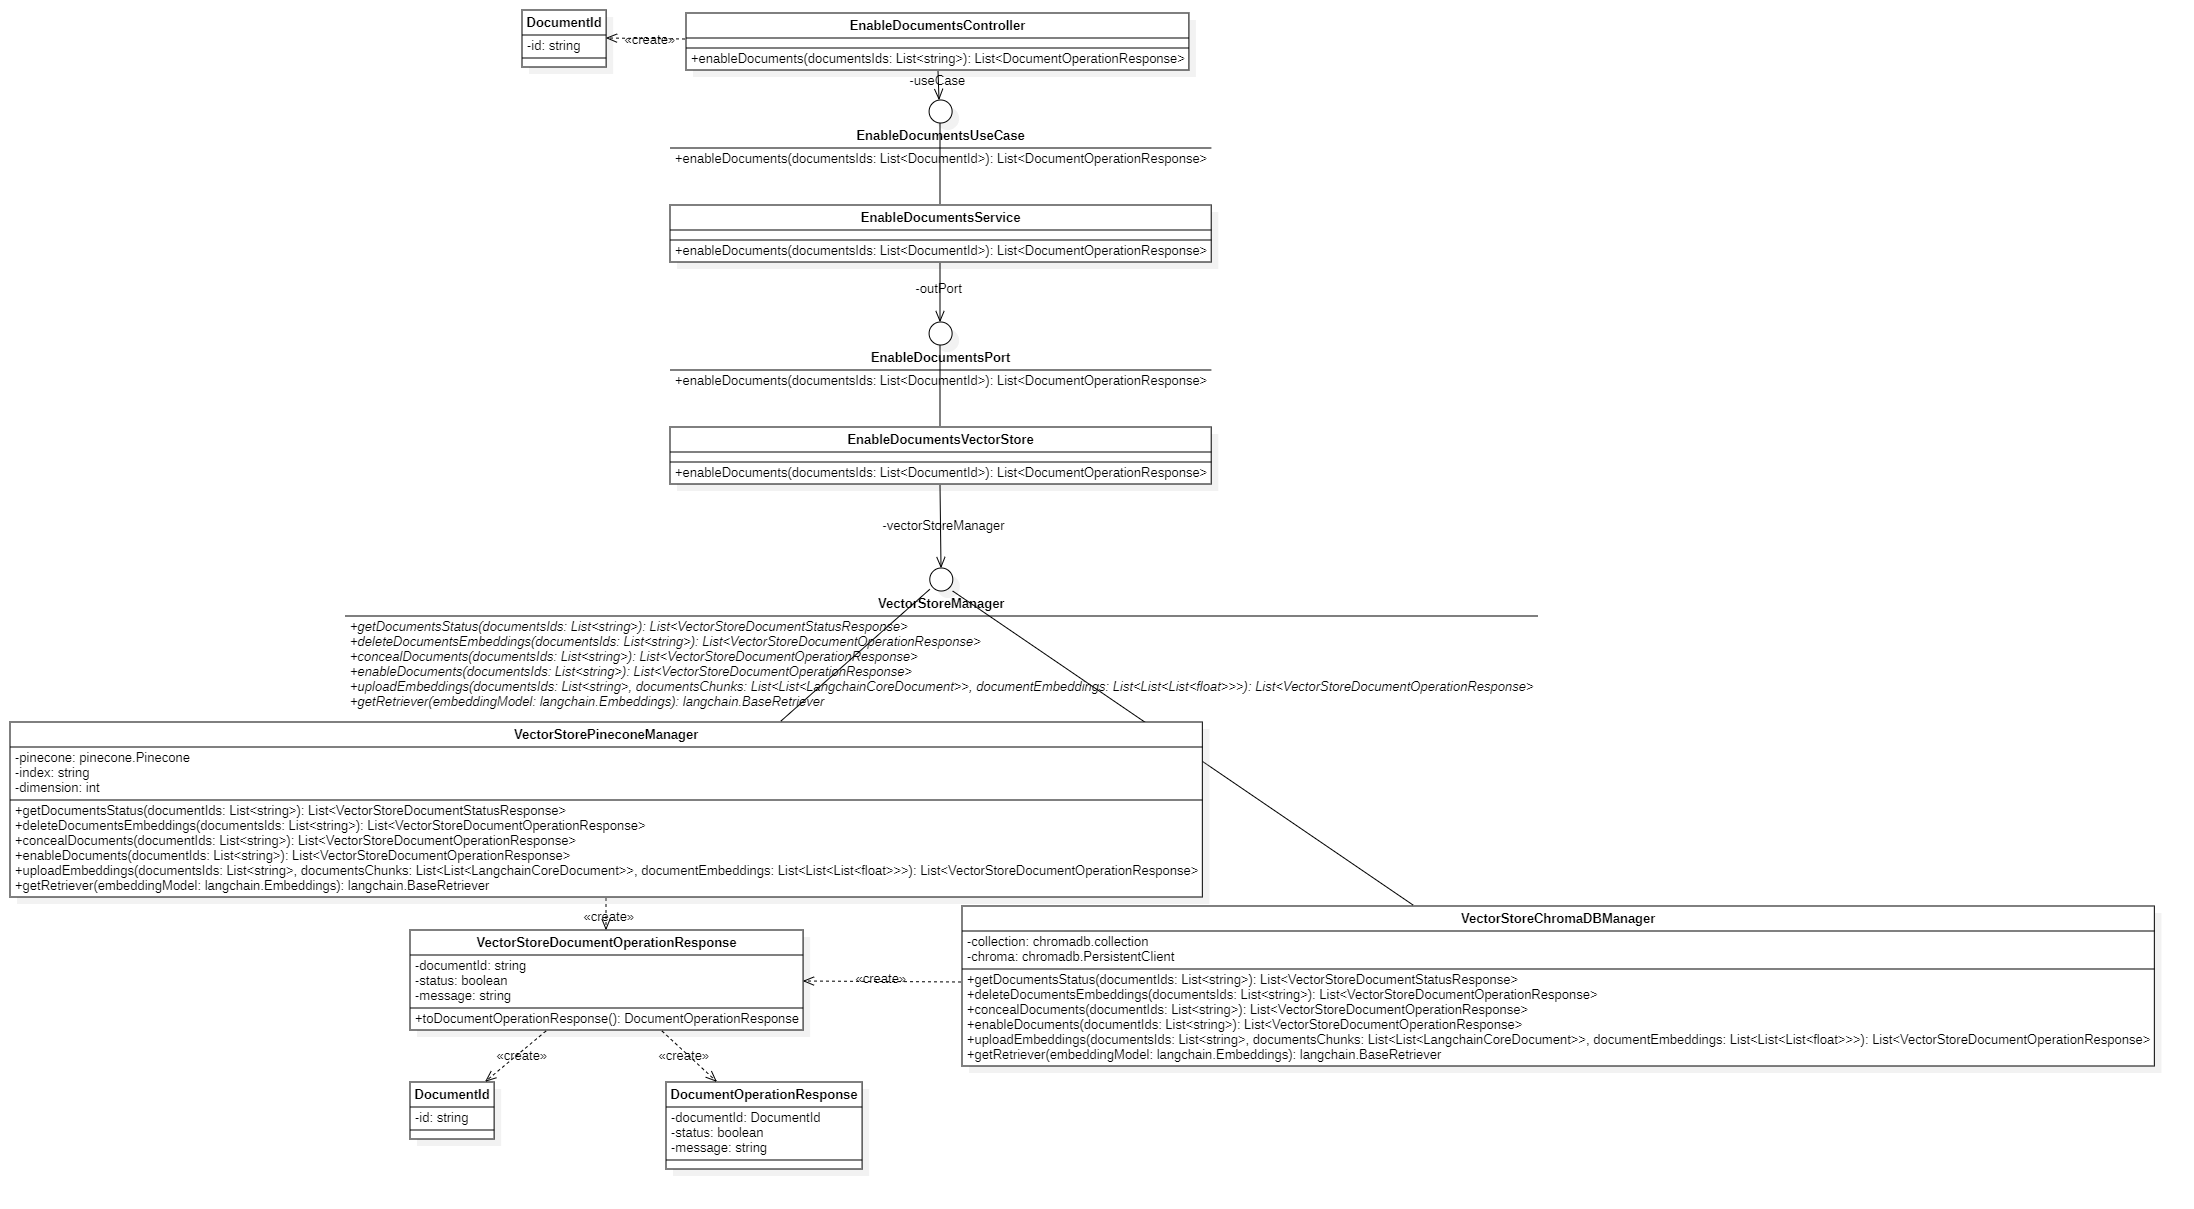 DocumentId
-id: string
«create»
EnableDocumentsController
+enableDocuments(documentsIds: List<string>): List<DocumentOperationResponse>
-useCase
EnableDocumentsUseCase
+enableDocuments(documentsIds: List<DocumentId>): List<DocumentOperationResponse>
EnableDocumentsService
+enableDocuments(documentsIds: List<DocumentId>): List<DocumentOperationResponse>
-outPort
EnableDocumentsPort
+enableDocuments(documentsIds: List<DocumentId>): List<DocumentOperationResponse>
EnableDocumentsVectorStore
+enableDocuments(documentsIds: List<DocumentId>): List<DocumentOperationResponse>
-vectorStoreManager
VectorStoreManager
+getDocumentsStatus(documentsIds: List<string>): List<VectorStoreDocumentStatusResponse>
+deleteDocumentsEmbeddings(documentsIds: List<string>): List<VectorStoreDocumentOperationResponse>
+concealDocuments(documentsIds: List<string>): List<VectorStoreDocumentOperationResponse>
+enableDocuments(documentsIds: List<string>): List<VectorStoreDocumentOperationResponse>
+uploadEmbeddings(documentsIds: List<string>, documentsChunks: List<List<LangchainCoreDocument>>, documentEmbeddings: List<List<List<float>>>): List<VectorStoreDocumentOperationResponse>
+getRetriever(embeddingModel: langchain.Embeddings): langchain.BaseRetriever
VectorStorePineconeManager
-pinecone: pinecone.Pinecone
-index: string
-dimension: int
+getDocumentsStatus(documentIds: List<string>): List<VectorStoreDocumentStatusResponse>
+deleteDocumentsEmbeddings(documentsIds: List<string>): List<VectorStoreDocumentOperationResponse>
+concealDocuments(documentIds: List<string>): List<VectorStoreDocumentOperationResponse>
+enableDocuments(documentIds: List<string>): List<VectorStoreDocumentOperationResponse>
+uploadEmbeddings(documentsIds: List<string>, documentsChunks: List<List<LangchainCoreDocument>>, documentEmbeddings: List<List<List<float>>>): List<VectorStoreDocumentOperationResponse>
+getRetriever(embeddingModel: langchain.Embeddings): langchain.BaseRetriever
«create»
VectorStoreDocumentOperationResponse
-documentId: string
-status: boolean
-message: string
+toDocumentOperationResponse(): DocumentOperationResponse
«create»
VectorStoreChromaDBManager
-collection: chromadb.collection
-chroma: chromadb.PersistentClient
+getDocumentsStatus(documentIds: List<string>): List<VectorStoreDocumentStatusResponse>
+deleteDocumentsEmbeddings(documentsIds: List<string>): List<VectorStoreDocumentOperationResponse>
+concealDocuments(documentIds: List<string>): List<VectorStoreDocumentOperationResponse>
+enableDocuments(documentIds: List<string>): List<VectorStoreDocumentOperationResponse>
+uploadEmbeddings(documentsIds: List<string>, documentsChunks: List<List<LangchainCoreDocument>>, documentEmbeddings: List<List<List<float>>>): List<VectorStoreDocumentOperationResponse>
+getRetriever(embeddingModel: langchain.Embeddings): langchain.BaseRetriever
«create»
«create»
DocumentId
-id: string
DocumentOperationResponse
-documentId: DocumentId
-status: boolean
-message: string